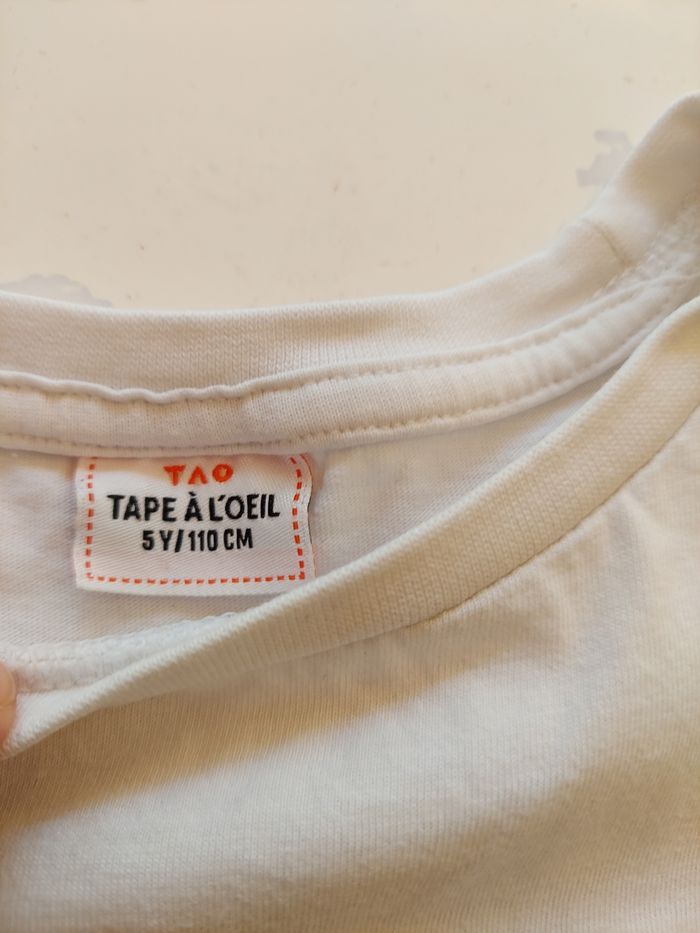 TAO
TAPE À L'OEIL
5 Y/110 CM